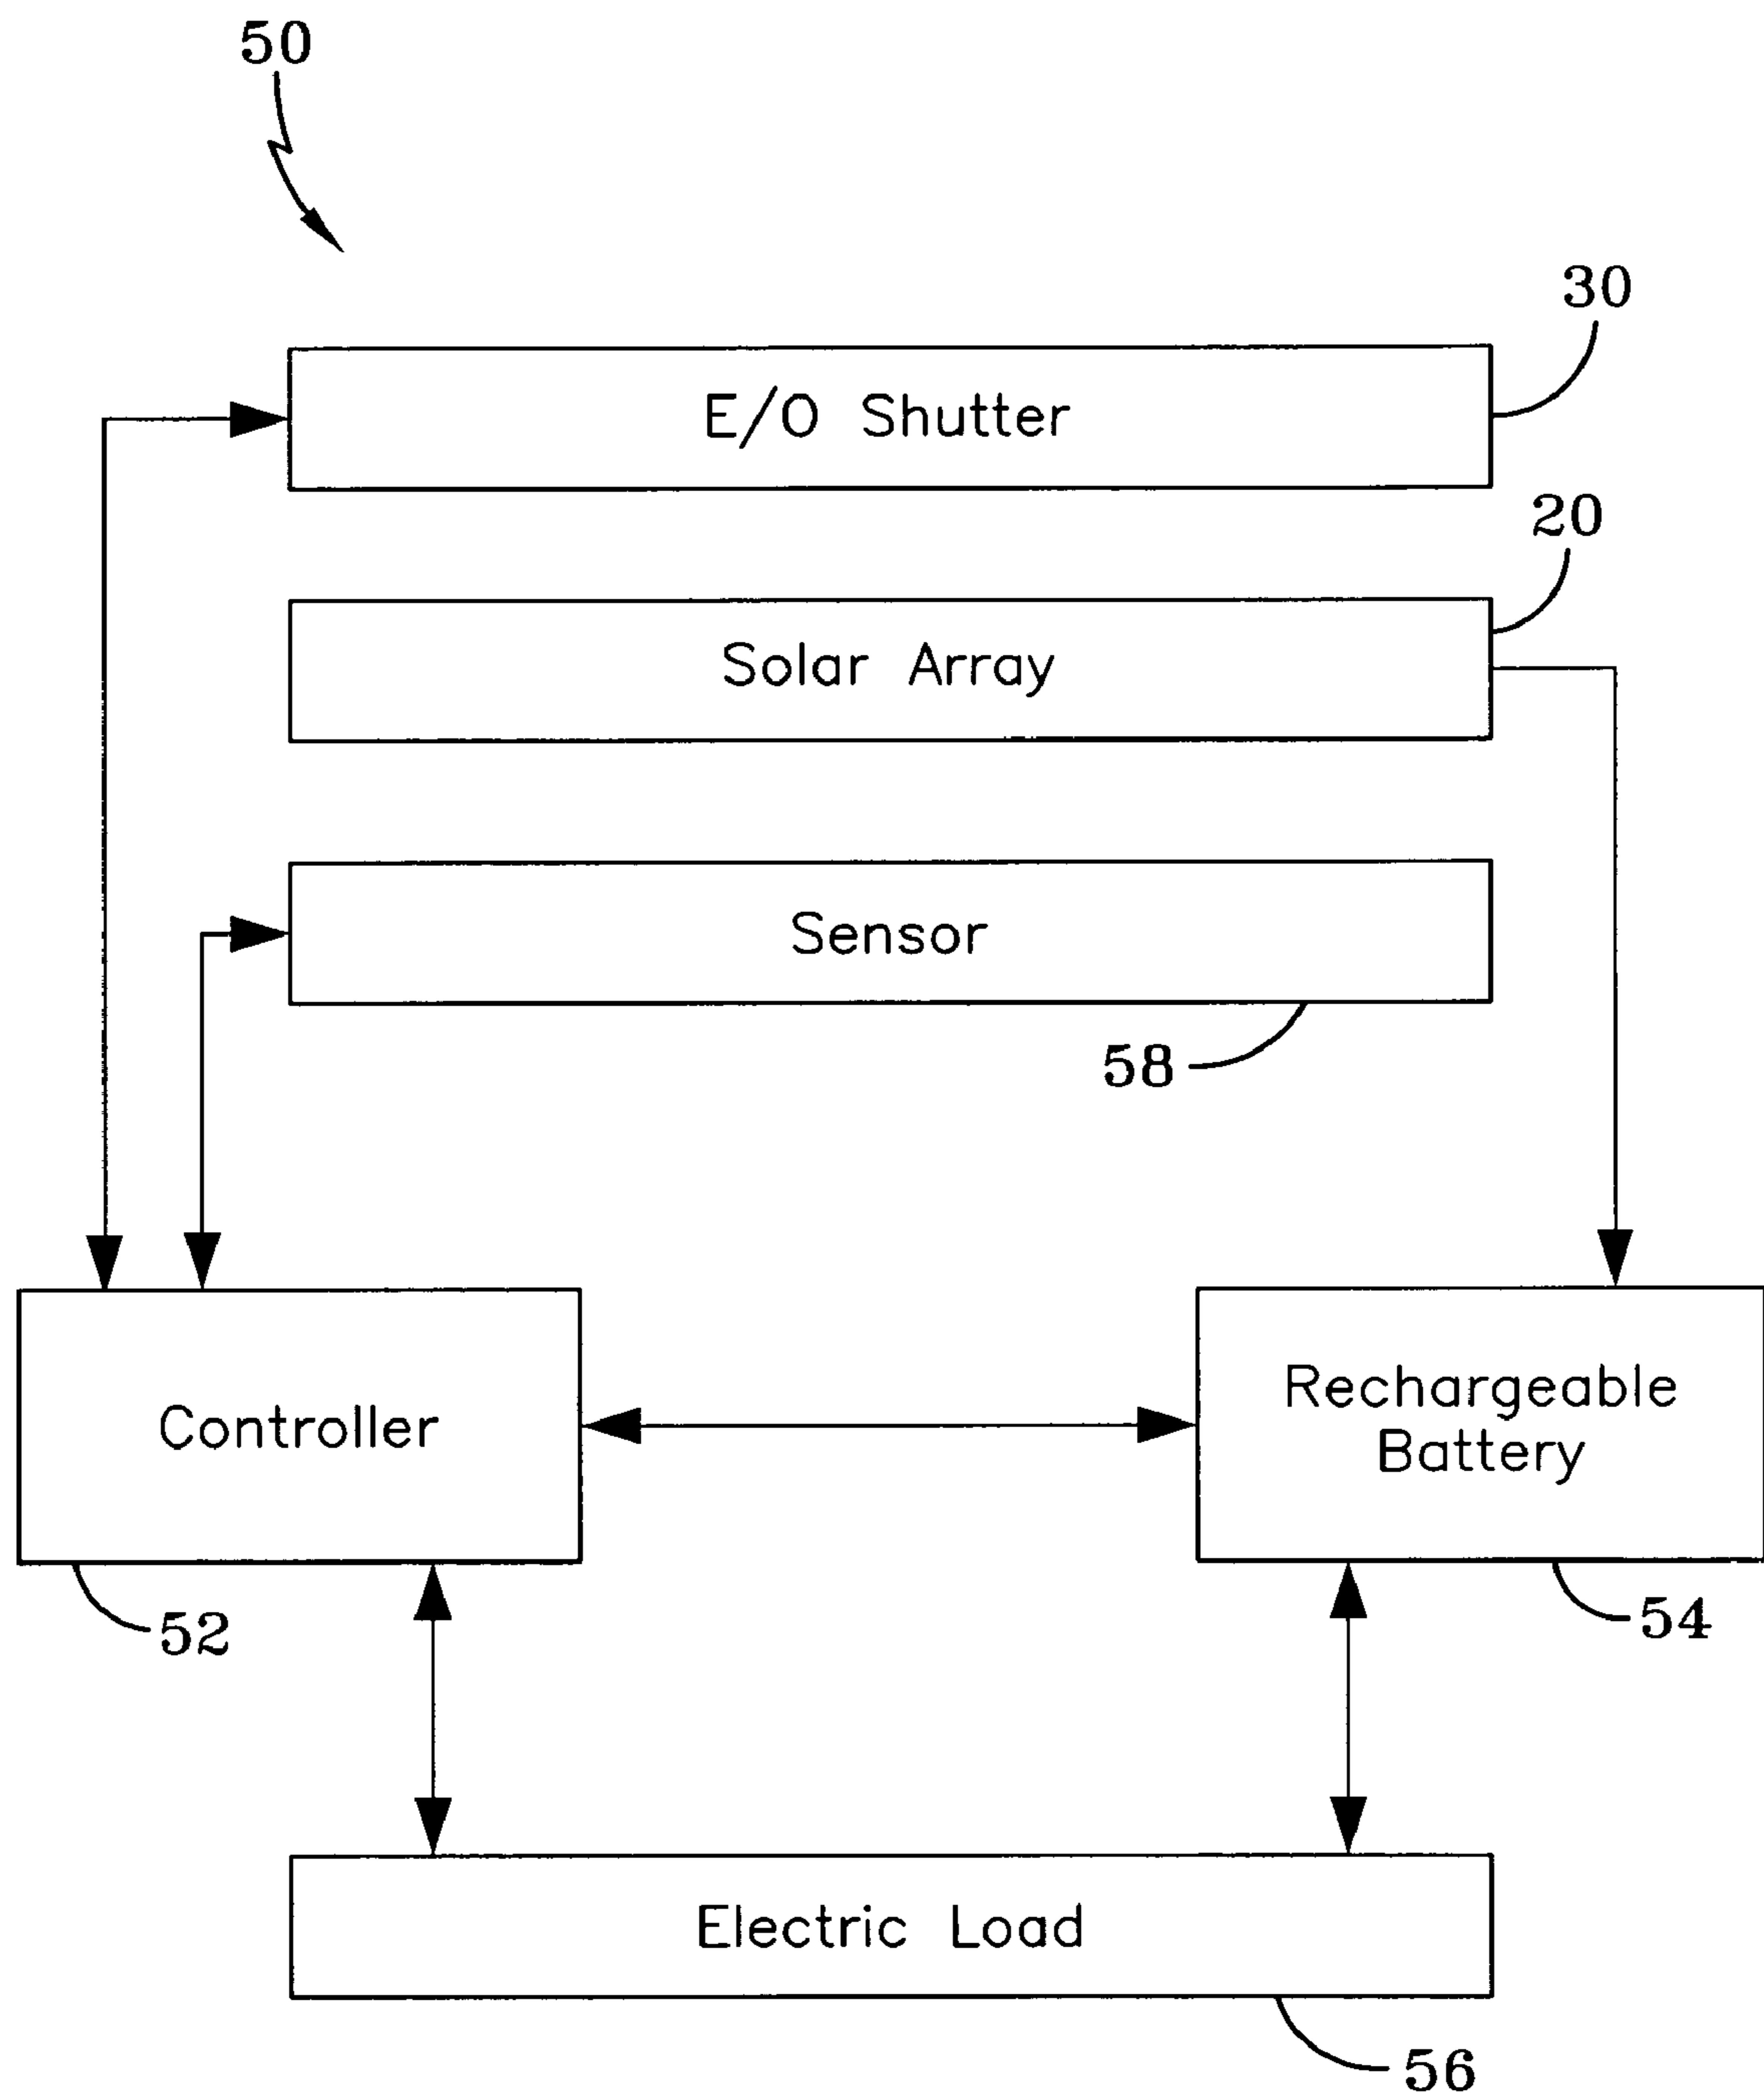 50
30
E/O Shutter
20
Solar Array
Sensor
58
Controller
Rechargeable
Battery
52
54
Electric Load
56